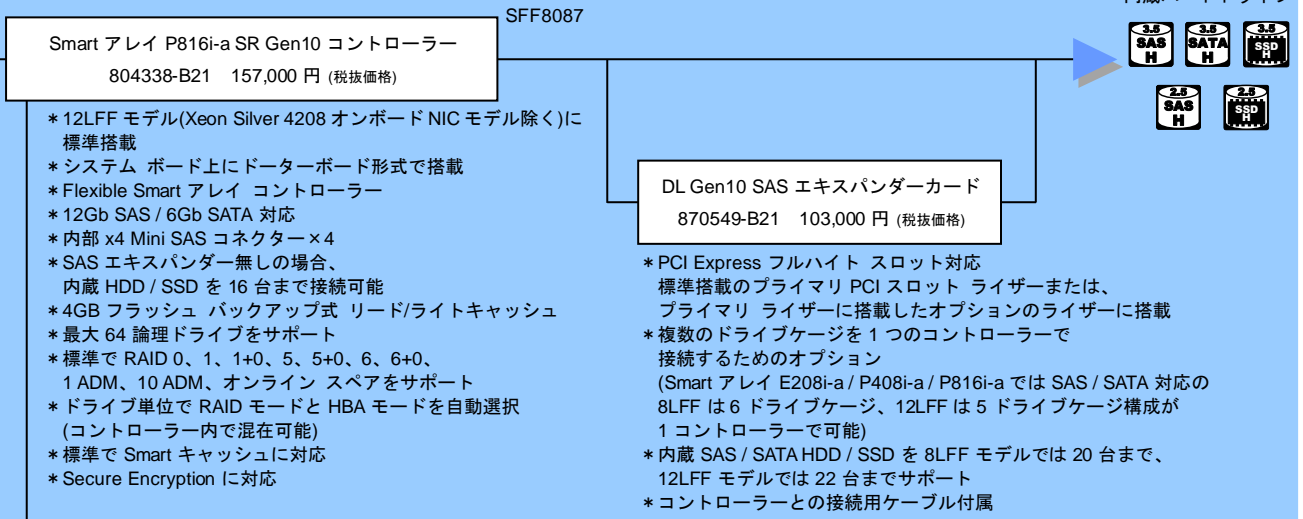 SFF8087
Smart アレイ P816i-a SR Gen10 コントローラー
804338-B21 157,000 円 (税抜価格)
3.5 SAS H
3.5 SATA H
3.5 SSD H
2.5 SAS H
2.5 SSD H
＊12LFF モデル(Xeon Silver 4208 オンボード NIC モデル除く)に
標準搭載
＊システム ボード上にドーターボード形式で搭載
＊Flexible Smart アレイ コントローラー
＊12Gb SAS / 6Gb SATA 対応
＊内部 x4 Mini SAS コネクター×4
＊SAS エキスパンダー無しの場合、
内蔵 HDD / SSD を 16 台まで接続可能
＊4GB フラッシュ バックアップ式 リード/ライトキャッシュ
＊最大 64 論理ドライブをサポート
＊標準で RAID 0、1、1+0、5、5+0、6、6+0、
1 ADM、10 ADM、オンライン スペアをサポート
＊ドライブ単位で RAID モードと HBA モードを自動選択
(コントローラー内で混在可能)
＊標準で Smart キャッシュに対応
＊Secure Encryption に対応
DL Gen10 SAS エキスパンダーカード
870549-B21 103,000 円 (税抜価格)
＊PCI Express フルハイト スロット対応
標準搭載のプライマリ PCI スロット ライザーまたは、
プライマリ ライザーに搭載したオプションのライザーに搭載
＊複数のドライブケージを 1 つのコントローラーで
接続するためのオプション
(Smart アレイ E208i-a / P408i-a / P816i-a では SAS / SATA 対応の
8LFF は 6 ドライブケージ、12LFF は 5 ドライブケージ構成が
1 コントローラーで可能)
＊内蔵 SAS / SATA HDD / SSD を 8LFF モデルでは 20 台まで、
12LFF モデルでは 22 台までサポート
＊コントローラーとの接続用ケーブル付属